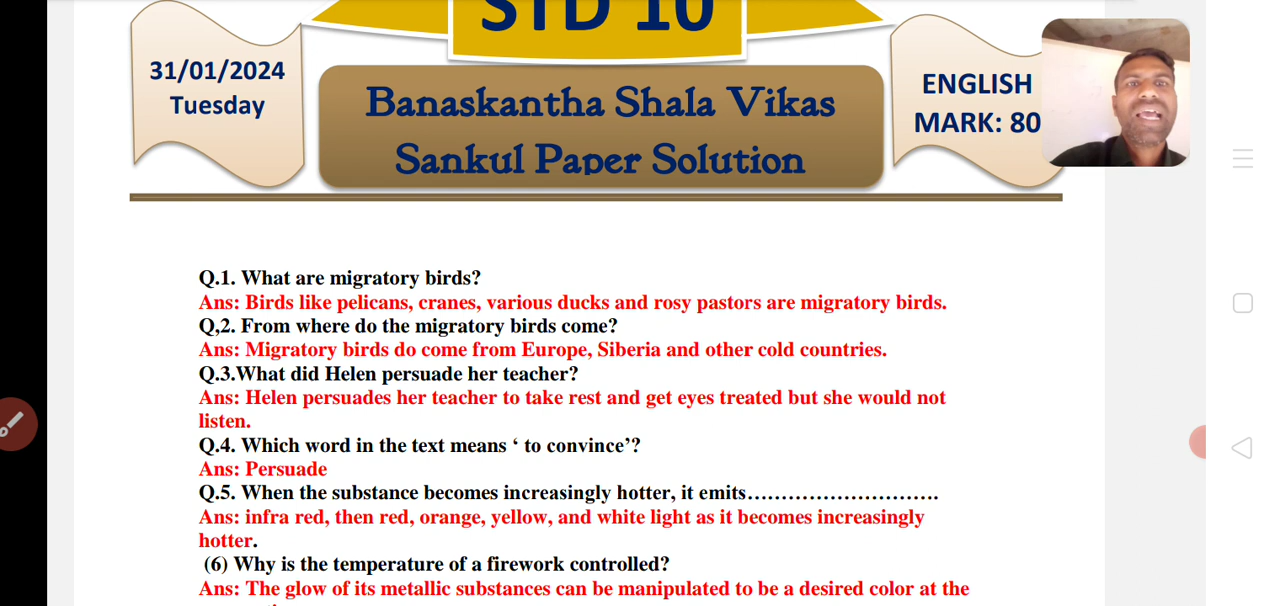 STD 10
31/01/2024
Tuesday
Banaskantha Shala Vikas
Sankul Paper Solution
ENGLISH
MARK: 80
Q.1. What are migratory birds?
Ans: Birds like pelicans, cranes, various ducks and rosy pastors are migratory birds.
Q,2. From where do the migratory birds come?
Ans: Migratory birds do come from Europe, Siberia and other cold countries.
Q.3.What did Helen persuade her teacher?
Ans: Helen persuades her teacher to take rest and get eyes treated but she would not
listen.
Q.4. Which word in the text means ‘ to convince’?
Ans: Persuade
Q.5. When the substance becomes increasingly hotter, it emits……………………….
Ans: infra red, then red, orange, yellow, and white light as it becomes increasingly
hotter.
(6) Why is the temperature of a firework controlled?
Ans: The glow of its metallic substances can be manipulated to be a desired color at the